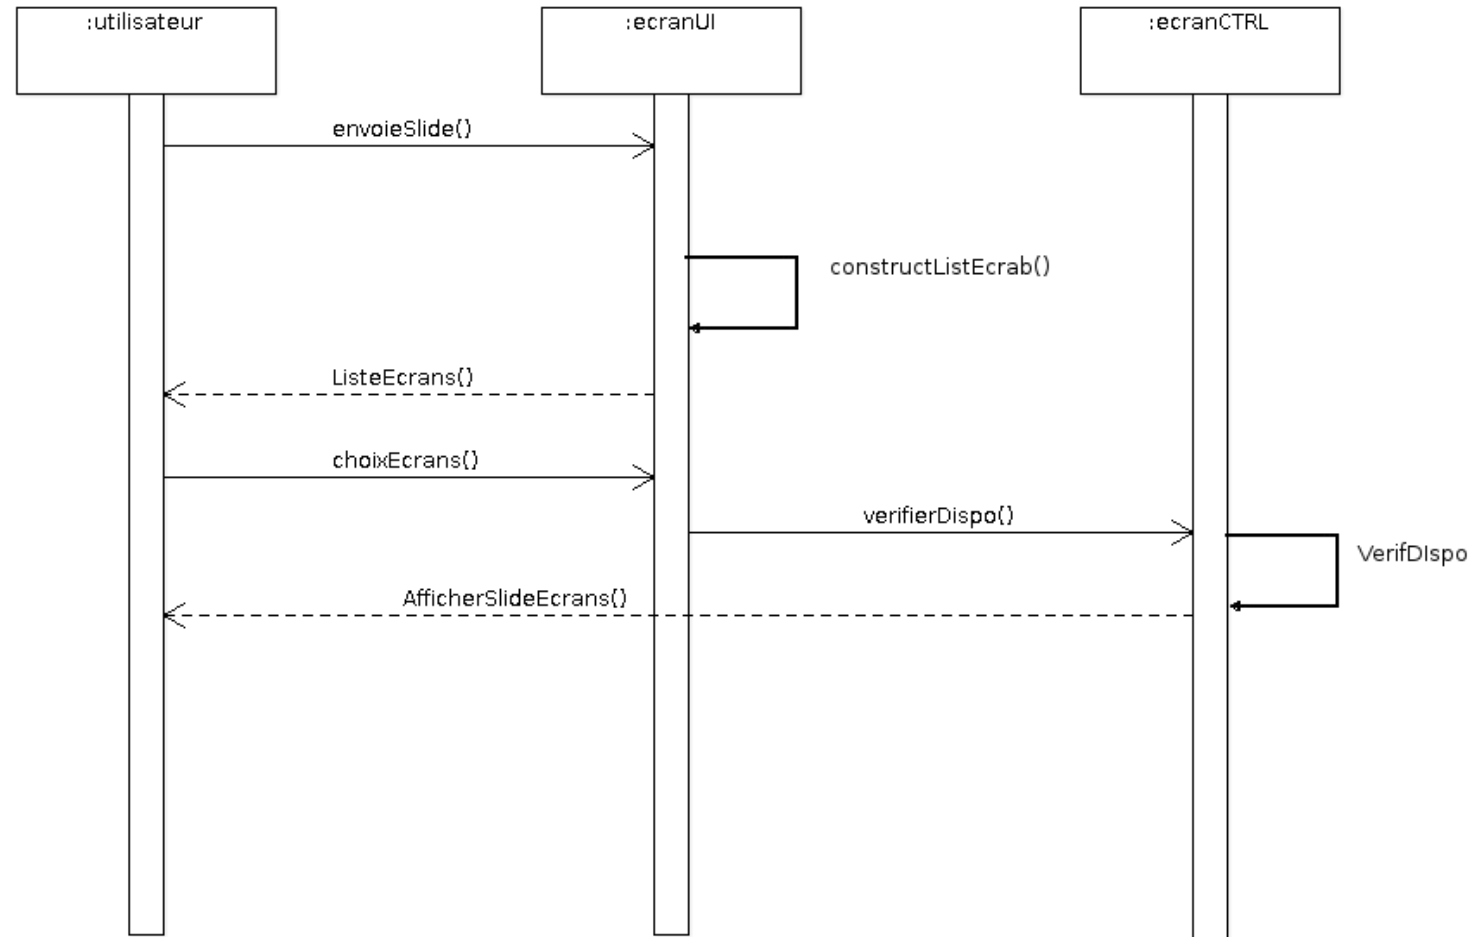 :utilisateur
:ecranUI
:ecranCTRL
envoieSlide()
constructListEcrab()
ListeEcrans()
choixEcrans()
verifierDispo()
VerifDIspo
AfficherSlideEcrans()